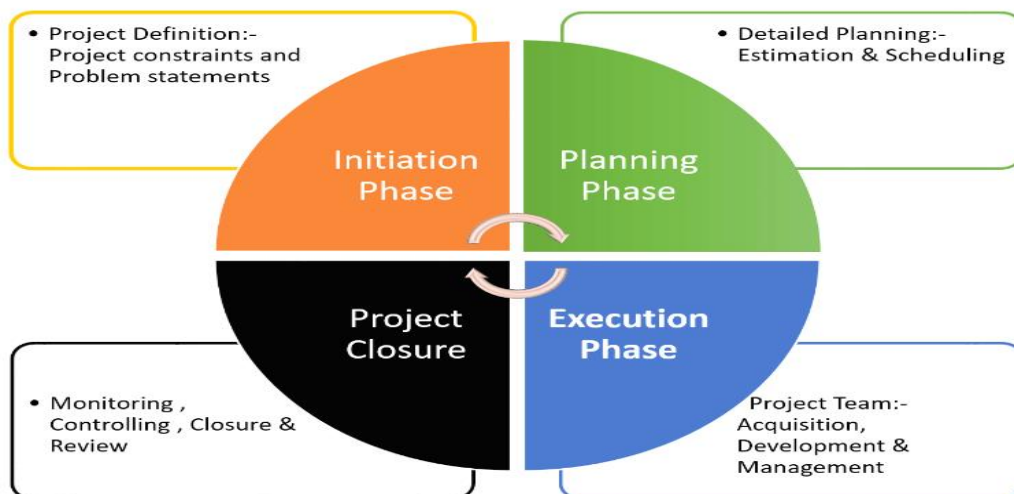 • Project Definition:-
Project constraints and
Problem statements
• Detailed Planning:-
Estimation & Scheduling
Initiation
Phase
Planning
Phase
Project
Closure
Execution
Phase
• Monitoring ,
Controlling , Closure &
Review
Project Team:-
Acquisition,
Development &
Management